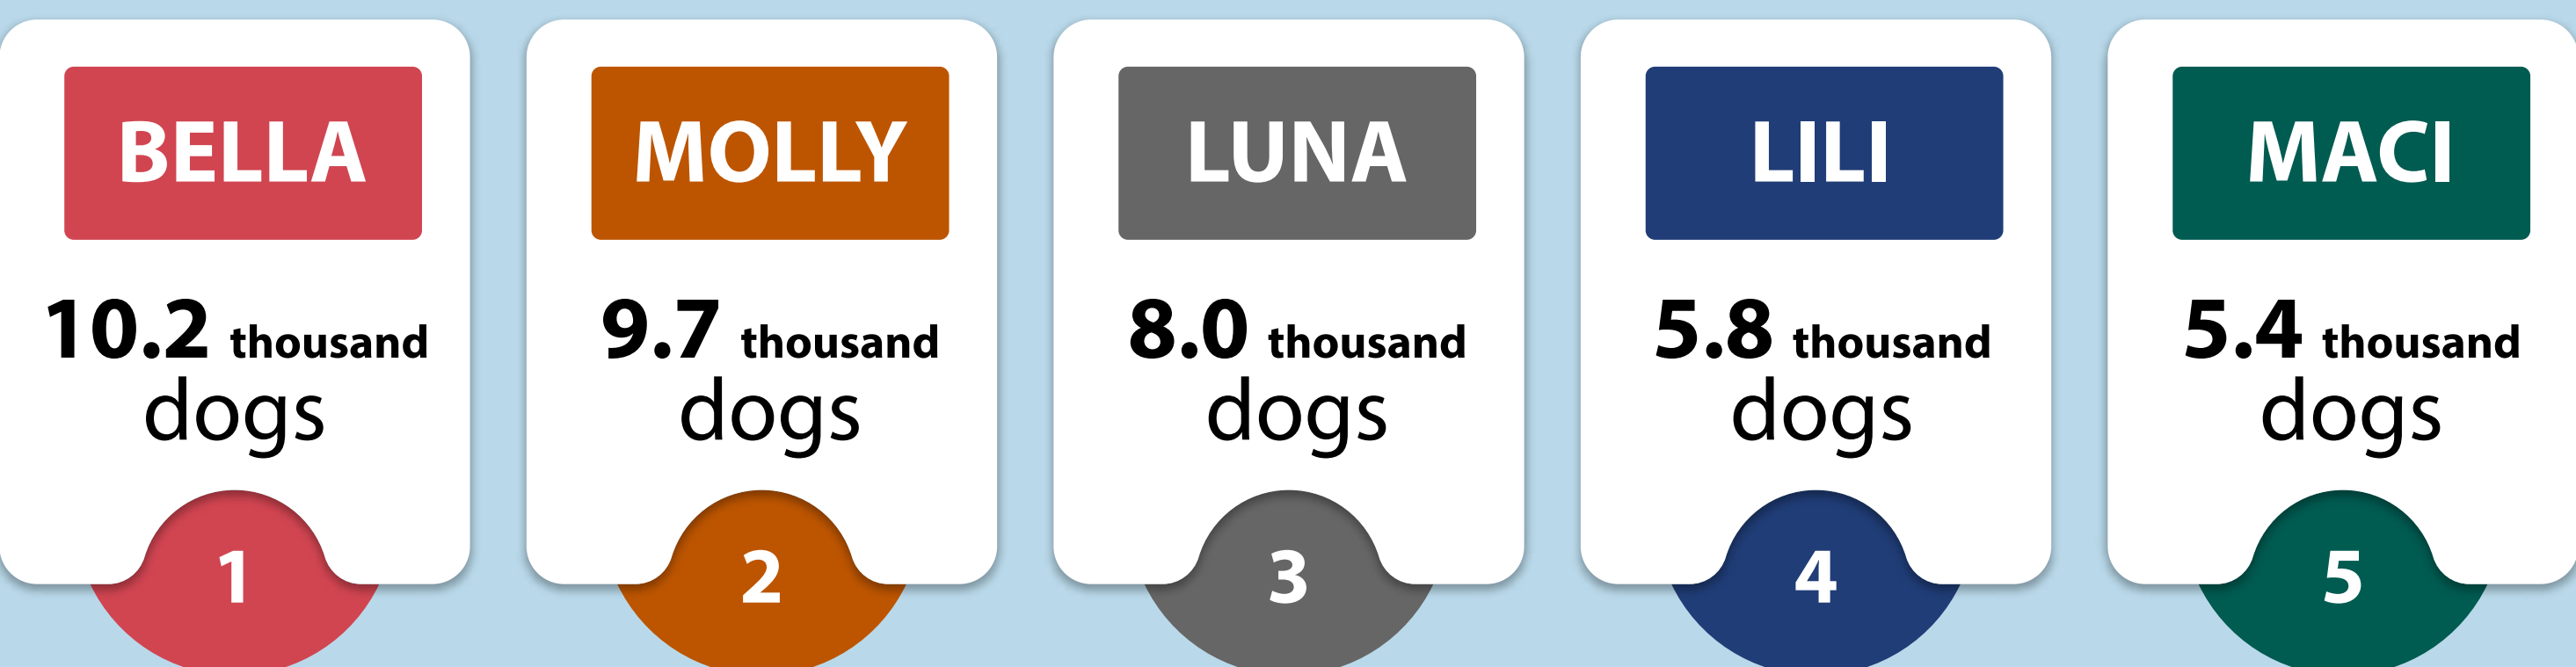 BELLA
10.2 thousand
dogs
1
MOLLY
9.7 thousand
dogs
2
LUNA
8.0 thousand
dogs
3
LILI
5.8 thousand
dogs
4
MACI
5.4 thousand
dogs
5